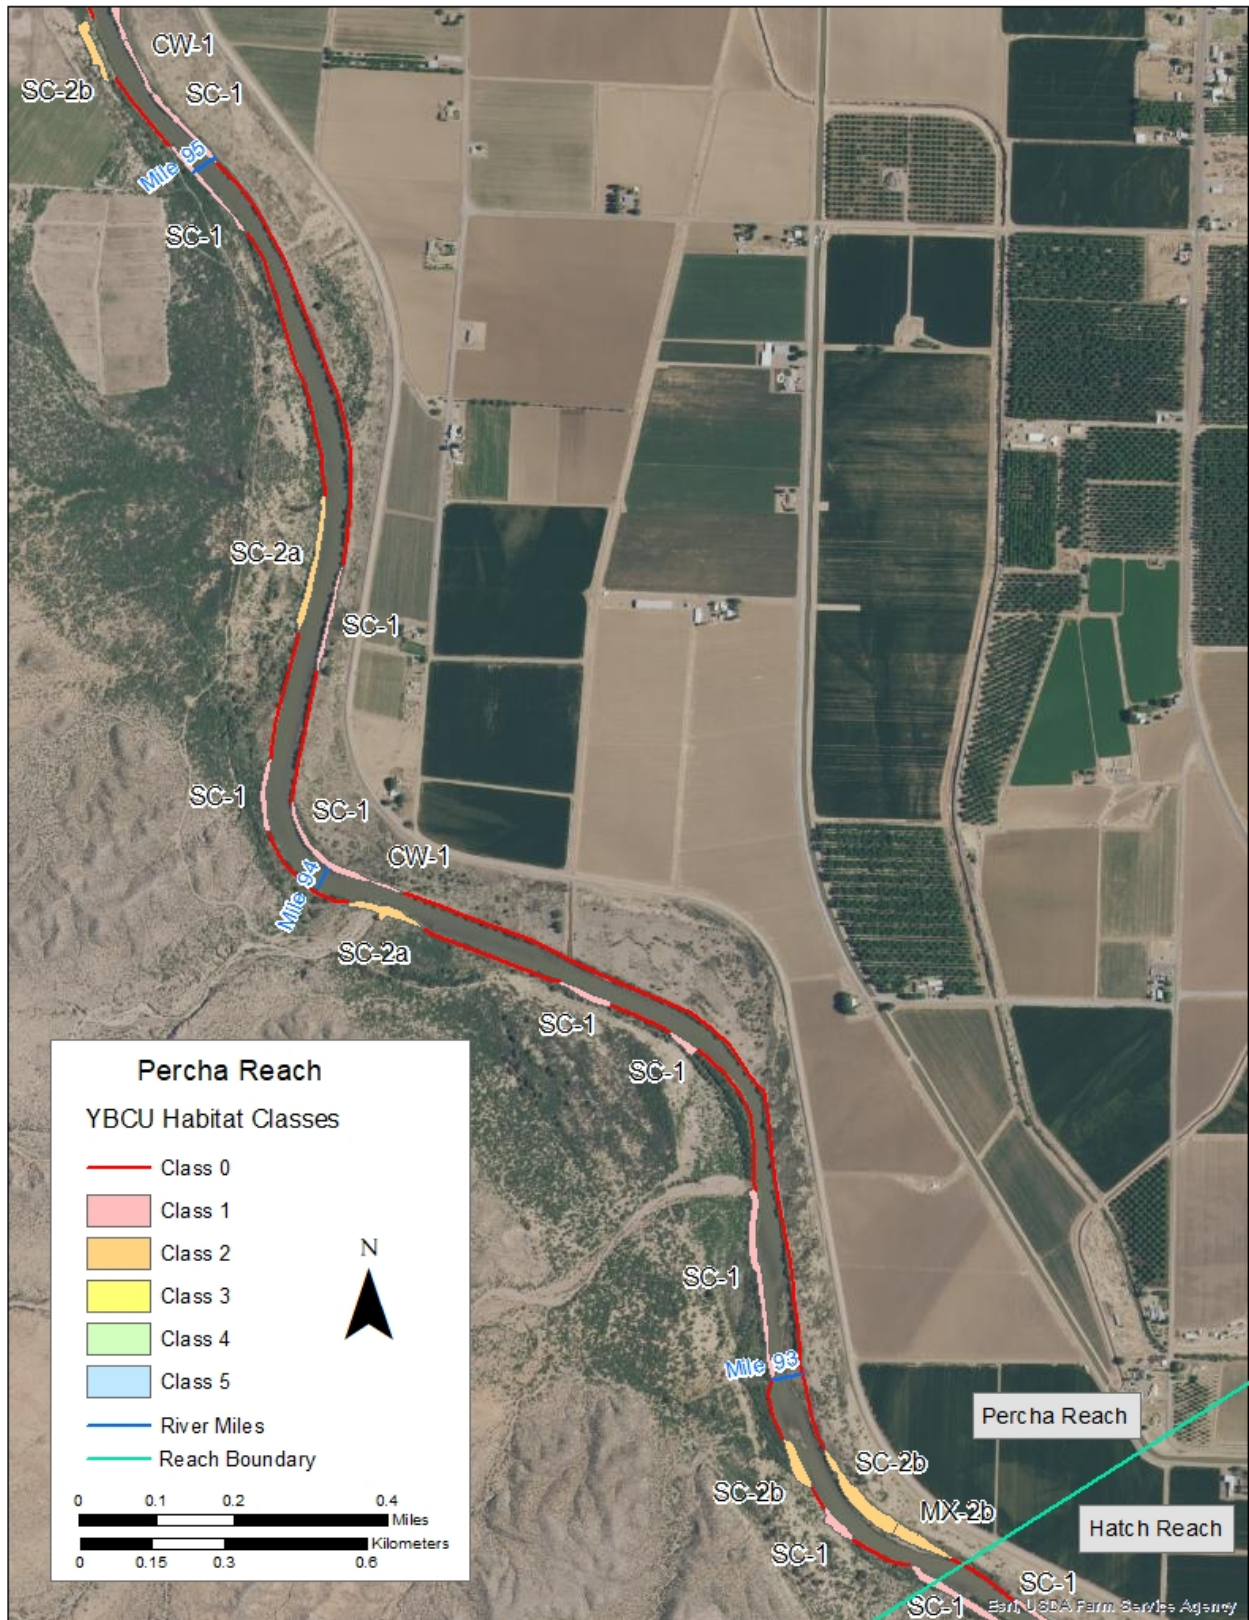 CW-1
SC-2b
SC-1
Mile 95
SC-1
SC-2a
SC-1
SC-1
SC-1
CW-1
Mile 94
SC-2a
SC-1
SC-1
SC-1
Mile 93
SC-2b
SC-2b
MX-2b
SC-1
SC-1
SC-1
Percha Reach
Hatch Reach
Percha Reach
YBCU Habitat Classes
Class 0
Class 1
Class 2
Class 3
Class 4
Class 5
River Miles
Reach Boundary
N
0 0.1 0.2 0.4
Miles
Kilometers
0 0.15 0.3 0.6
Esri, USDA Farm Service Agency